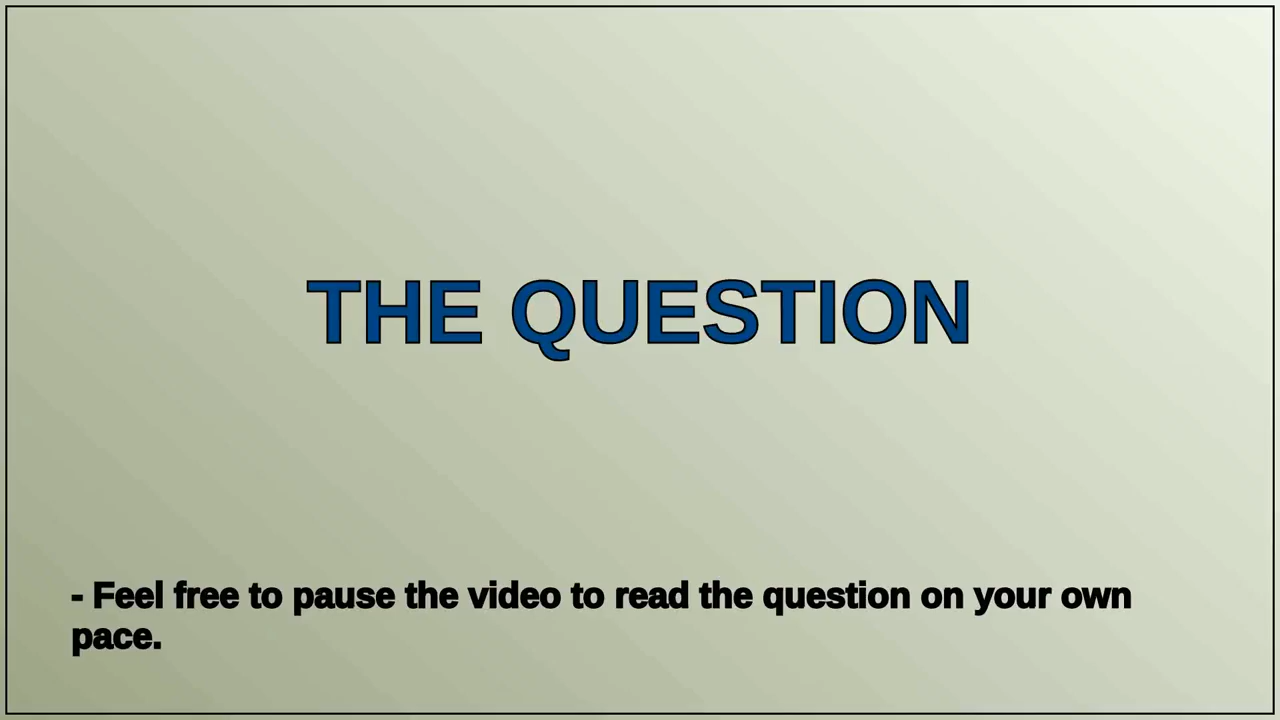 THE QUESTION
- Feel free to pause the video to read the question on your own
pace.